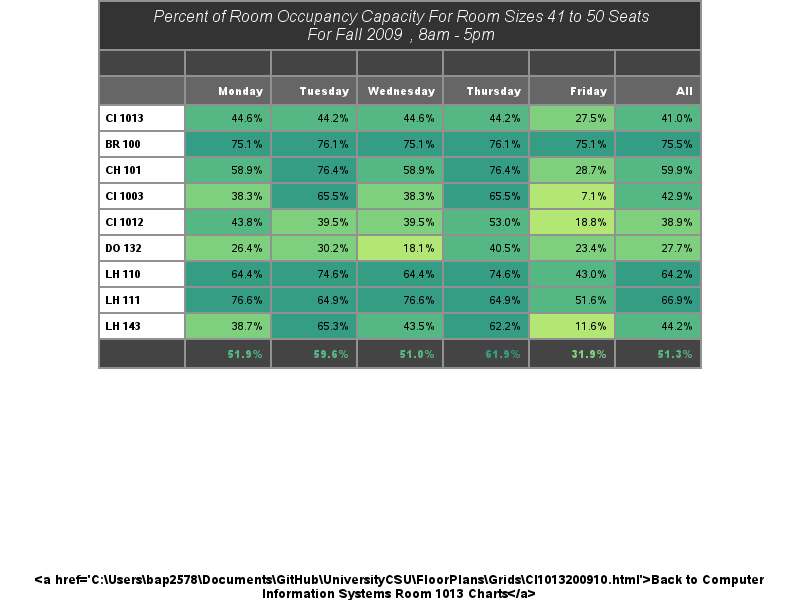 Percent of Room Occupancy Capacity For Room Sizes 41 to 50 Seats
For Fall 2009 , 8am - 5pm
Monday Tuesday Wednesday Thursday Friday All
CI 1013 44.6% 44.2% 44.6% 44.2% 27.5% 41.0%
BR 100 75.1% 76.1% 75.1% 76.1% 75.1% 75.5%
CH 101 58.9% 76.4% 58.9% 76.4% 28.7% 59.9%
CI 1003 38.3% 65.5% 38.3% 65.5% 7.1% 42.9%
CI 1012 43.8% 39.5% 39.5% 53.0% 18.8% 38.9%
DO 132 26.4% 30.2% 18.1% 40.5% 23.4% 27.7%
LH 110 64.4% 74.6% 64.4% 74.6% 43.0% 64.2%
LH 111 76.6% 64.9% 76.6% 64.9% 51.6% 66.9%
LH 143 38.7% 65.3% 43.5% 62.2% 11.6% 44.2%
51.9% 59.6% 51.0% 61.9% 31.9% 51.3%
<a href='C:\Users\bap2578\Documents\GitHub\UniversityCSU\FloorPlans\Grids\CI1013200910.html'>Back to Computer
Information Systems Room 1013 Charts</a>